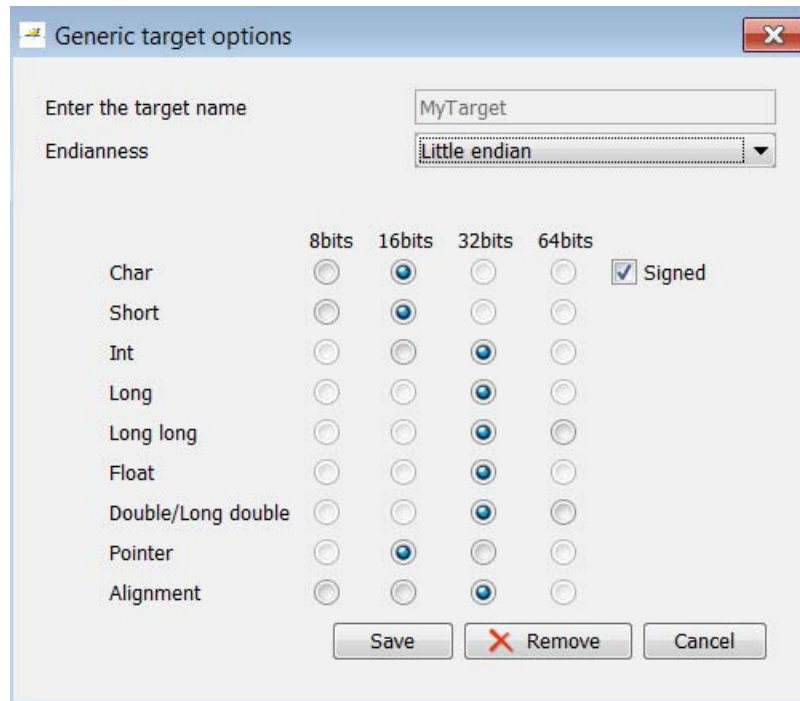 Generic target options
Enter the target name MyTarget
Endianness Little endian
8bits 16bits 32bits 64bits
Char Signed
Short
Int
Long
Long long
Float
Double/Long double
Pointer
Alignment
Save Remove Cancel